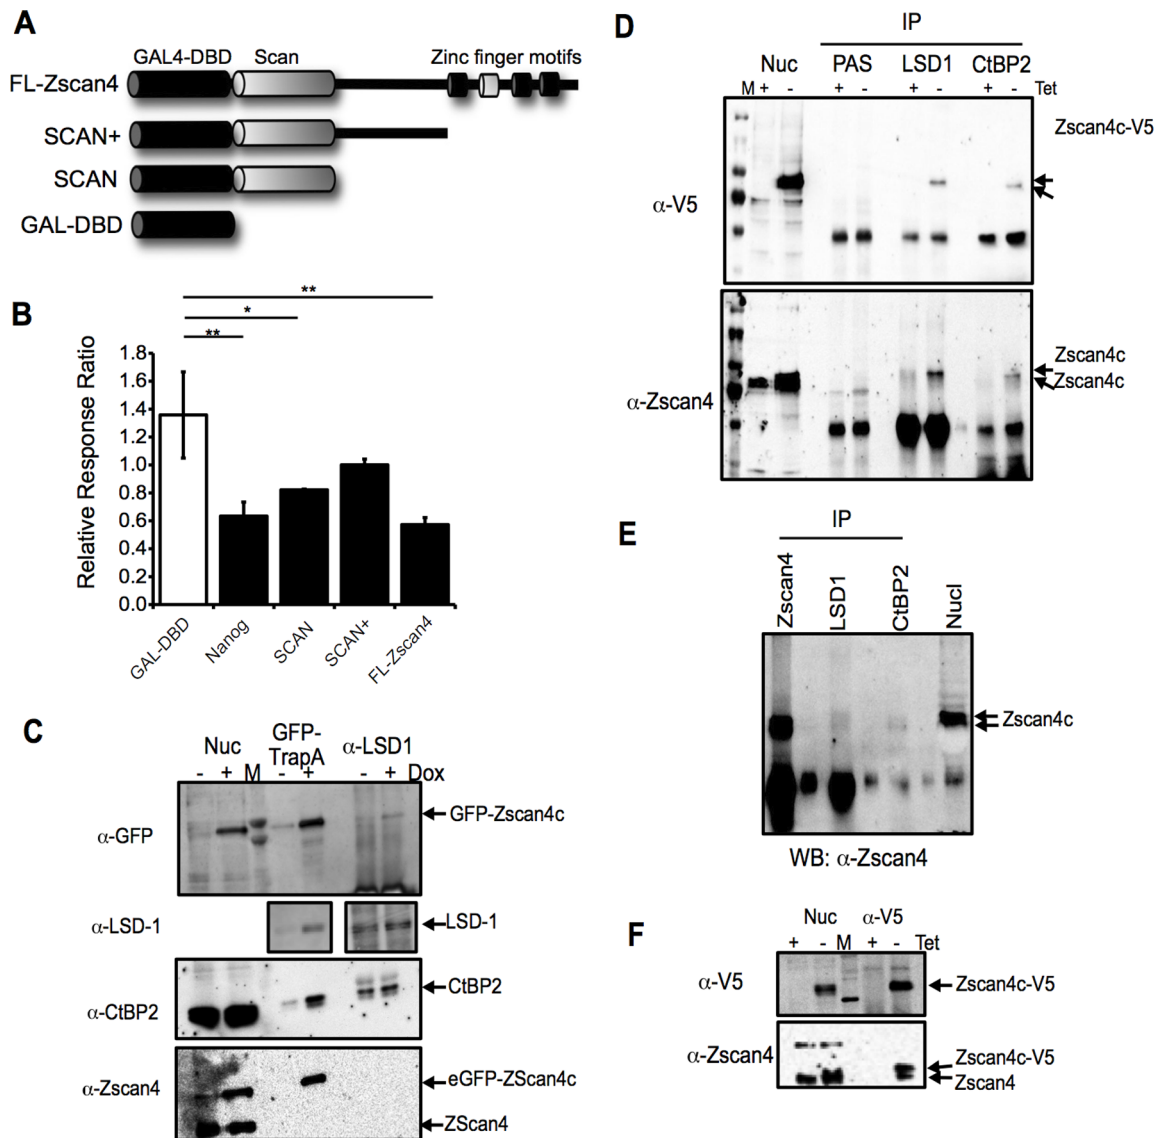 A
GAL4-DBD Scan Zinc finger motifs
FL-Zscan4
SCAN+
SCAN
GAL-DBD
B
**
*
**
Relative Response Ratio
1.8
1.6
1.4
1.2
1.0
0.8
0.6
0.4
0.2
0.0
GAL-DBD
Nanog
SCAN
SCAN+
FL-Zscan4
C
Nuc GFP-TrapA α-LSD1
- + M - + - + Dox
α-GFP
GFP-Zscan4c
α-LSD-1
LSD-1
α-CtBP2
CtBP2
α-Zscan4
eGFP-ZScan4c
ZScan4
D
IP
Nuc PAS LSD1 CtBP2
M + - + - + - + - Tet
Zscan4c-V5
α-V5
Zscan4c
Zscan4c
α-Zscan4
E
IP
Zscan4
LSD1
CtBP2
Nucl
Zscan4c
WB: α-Zscan4
F
Nuc α-V5
+ - M + - Tet
α-V5
Zscan4c-V5
α-Zscan4
Zscan4c-V5
Zscan4